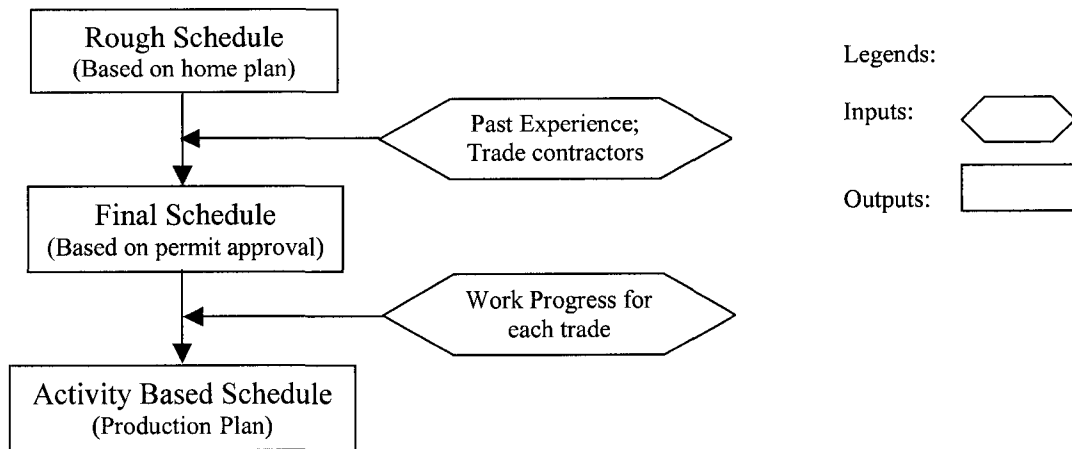 Rough Schedule
(Based on home plan)
Legends:
Inputs:
Past Experience;
Trade contractors
Outputs:
Final Schedule
(Based on permit approval)
Work Progress for
each trade
Activity Based Schedule
(Production Plan)